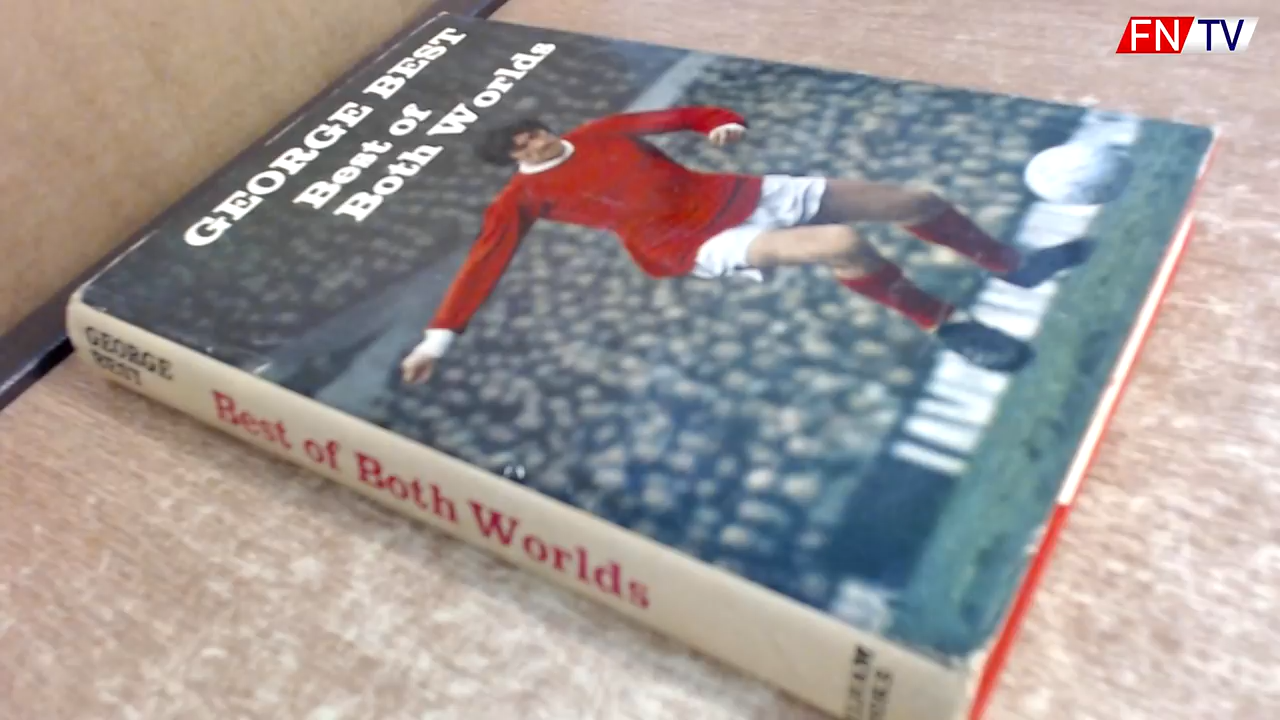 FN TV
GEORGE BEST
Best of
Both Worlds
GEORGE
BEST
Best of Both Worlds